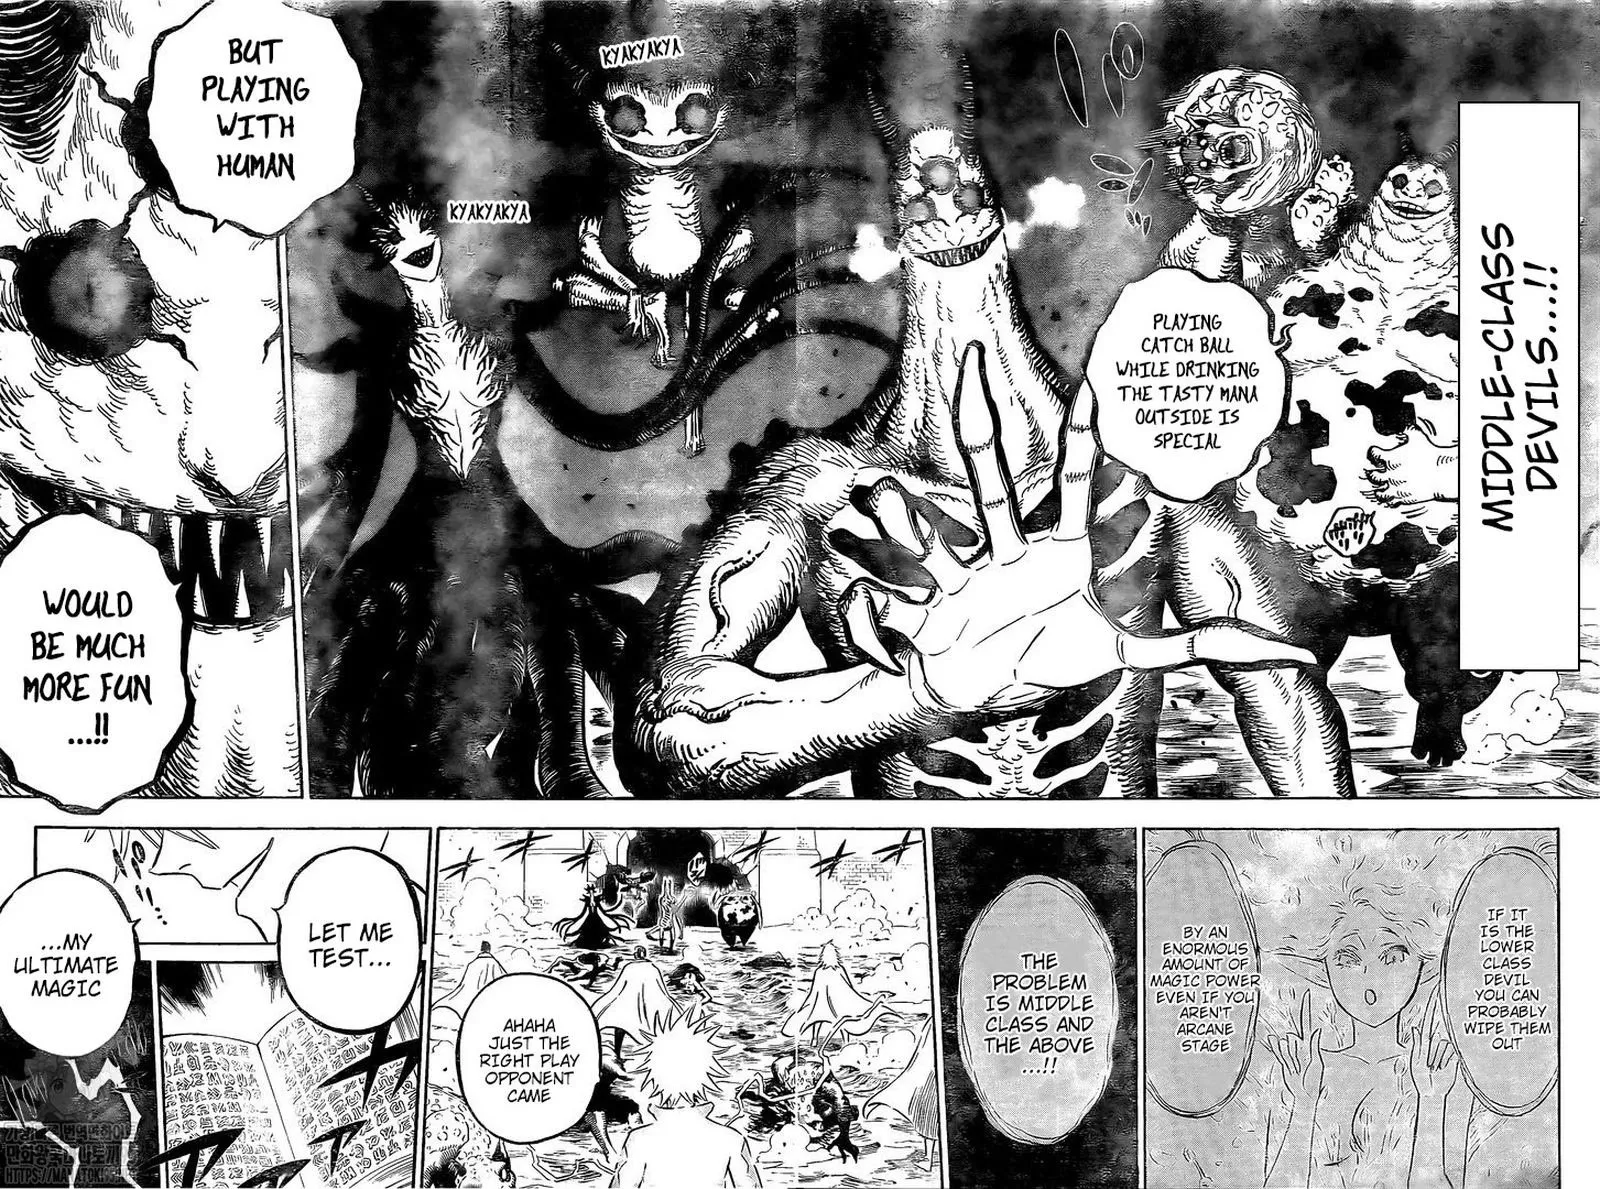 MIDDLE-CLASS
DEVILS...!!
PLAYING
CATCH BALL
WHILE DRINKING
THE TASTY MANA
OUTSIDE IS
SPECIAL
KYAKYAKYA
KYAKYAKYA
BUT
PLAYING
WITH
HUMAN
WOULD
BE MUCH
MORE FUN
...!!
IF IT
IS THE
LOWER
CLASS
DEVIL
YOU CAN
PROBABLY
WIPE THEM
OUT
BY AN
ENORMOUS
AMOUNT OF
MAGIC POWER
EVEN IF YOU
AREN'T
ARCANE
STAGE
THE
PROBLEM
IS MIDDLE
CLASS AND
THE ABOVE
...!!
AHAHA
JUST THE
RIGHT PLAY
OPPONENT
CAME
LET ME
TEST...
...MY
ULTIMATE
MAGIC